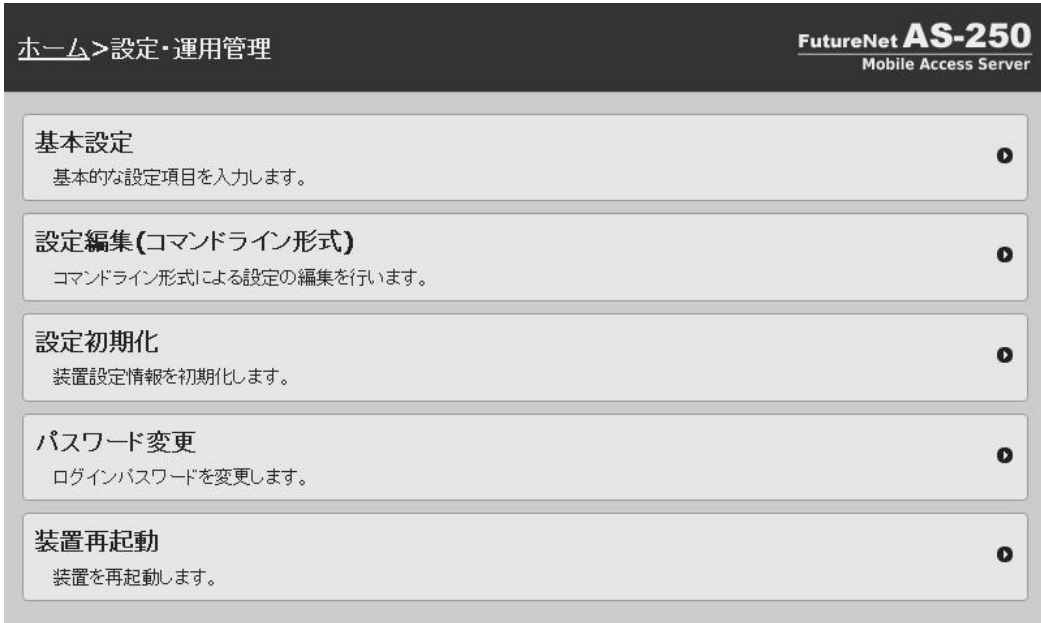 ホーム>設定・運用管理
FutureNet AS-250
Mobile Access Server
基本設定
基本的な設定項目を入力します。
設定編集(コマンドライン形式)
コマンドライン形式による設定の編集を行います。
設定初期化
装置設定情報を初期化します。
パスワード変更
ログインパスワードを変更します。
装置再起動
装置を再起動します。